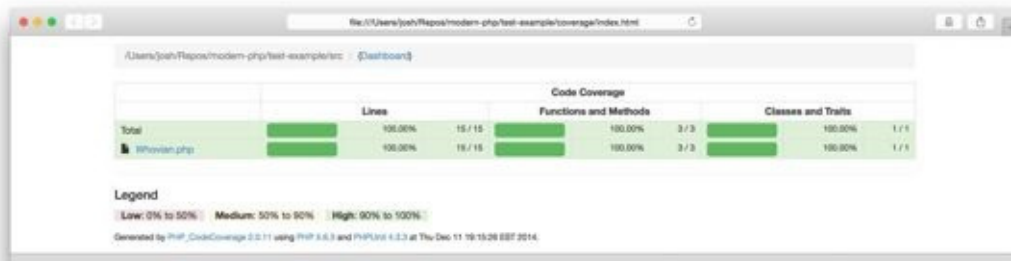 file:///Users/josh/Repos/modern-php/test-example/coverage/index.html
/Users/josh/Repos/modern-php/test-example/src / (Dashboard)
Code Coverage
Lines Functions and Methods Classes and Traits
Total 100.00% 15 / 15 100.00% 3 / 3 100.00% 1 / 1
Whovian.php 100.00% 15 / 15 100.00% 3 / 3 100.00% 1 / 1
Legend
Low: 0% to 50% Medium: 50% to 90% High: 90% to 100%
Generated by PHP_CodeCoverage 2.0.11 using PHP 5.6.3 and PHPUnit 4.3.3 at Thu Dec 11 19:15:26 EST 2014.